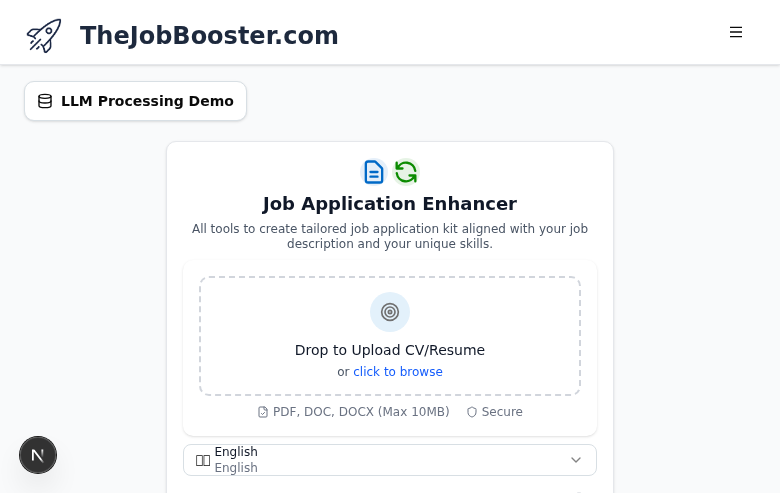 TheJobBooster.com
LLM Processing Demo
Job Application Enhancer
All tools to create tailored job application kit aligned with your job
description and your unique skills.
Drop to Upload CV/Resume
or click to browse
PDF, DOC, DOCX (Max 10MB) Secure
N
English
English